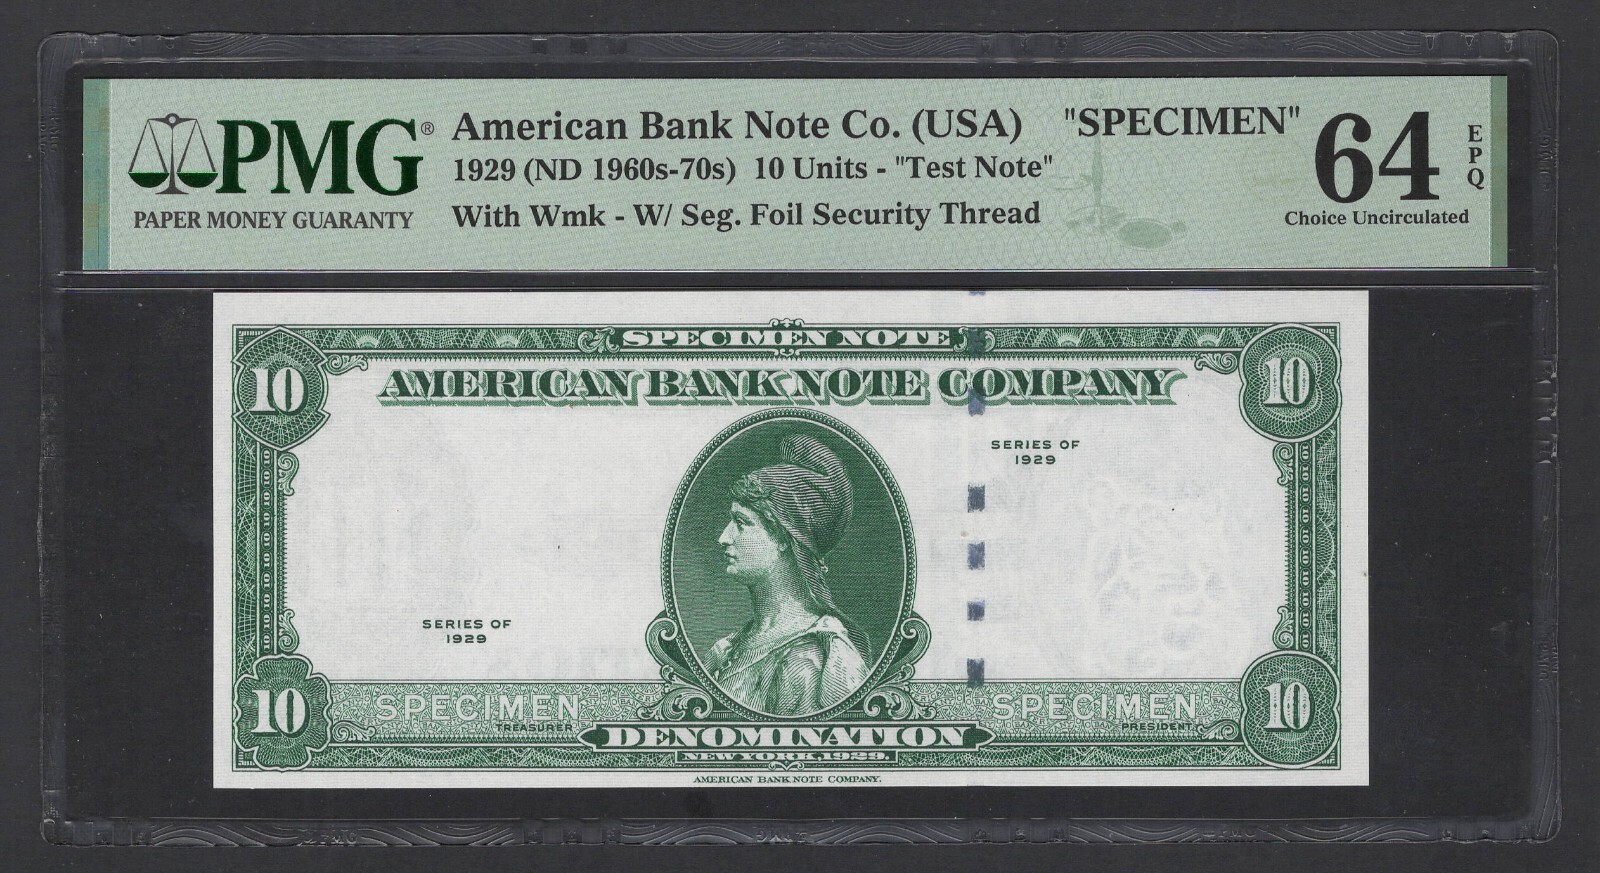 PMG®
PAPER MONEY GUARANTY
American Bank Note Co. (USA) "SPECIMEN"
1929 (ND 1960s-70s) 10 Units - "Test Note"
With Wmk - W/ Seg. Foil Security Thread
64 EPQ
Choice Uncirculated
SPECIMEN NOTE
10 10
AMERICAN BANK NOTE COMPANY
SERIES OF
1929
SERIES OF
1929
10 10
SPECIMEN SPECIMEN
TREASURER PRESIDENT
DENOMINATION
NEW YORK, 1929.
AMERICAN BANK NOTE COMPANY.